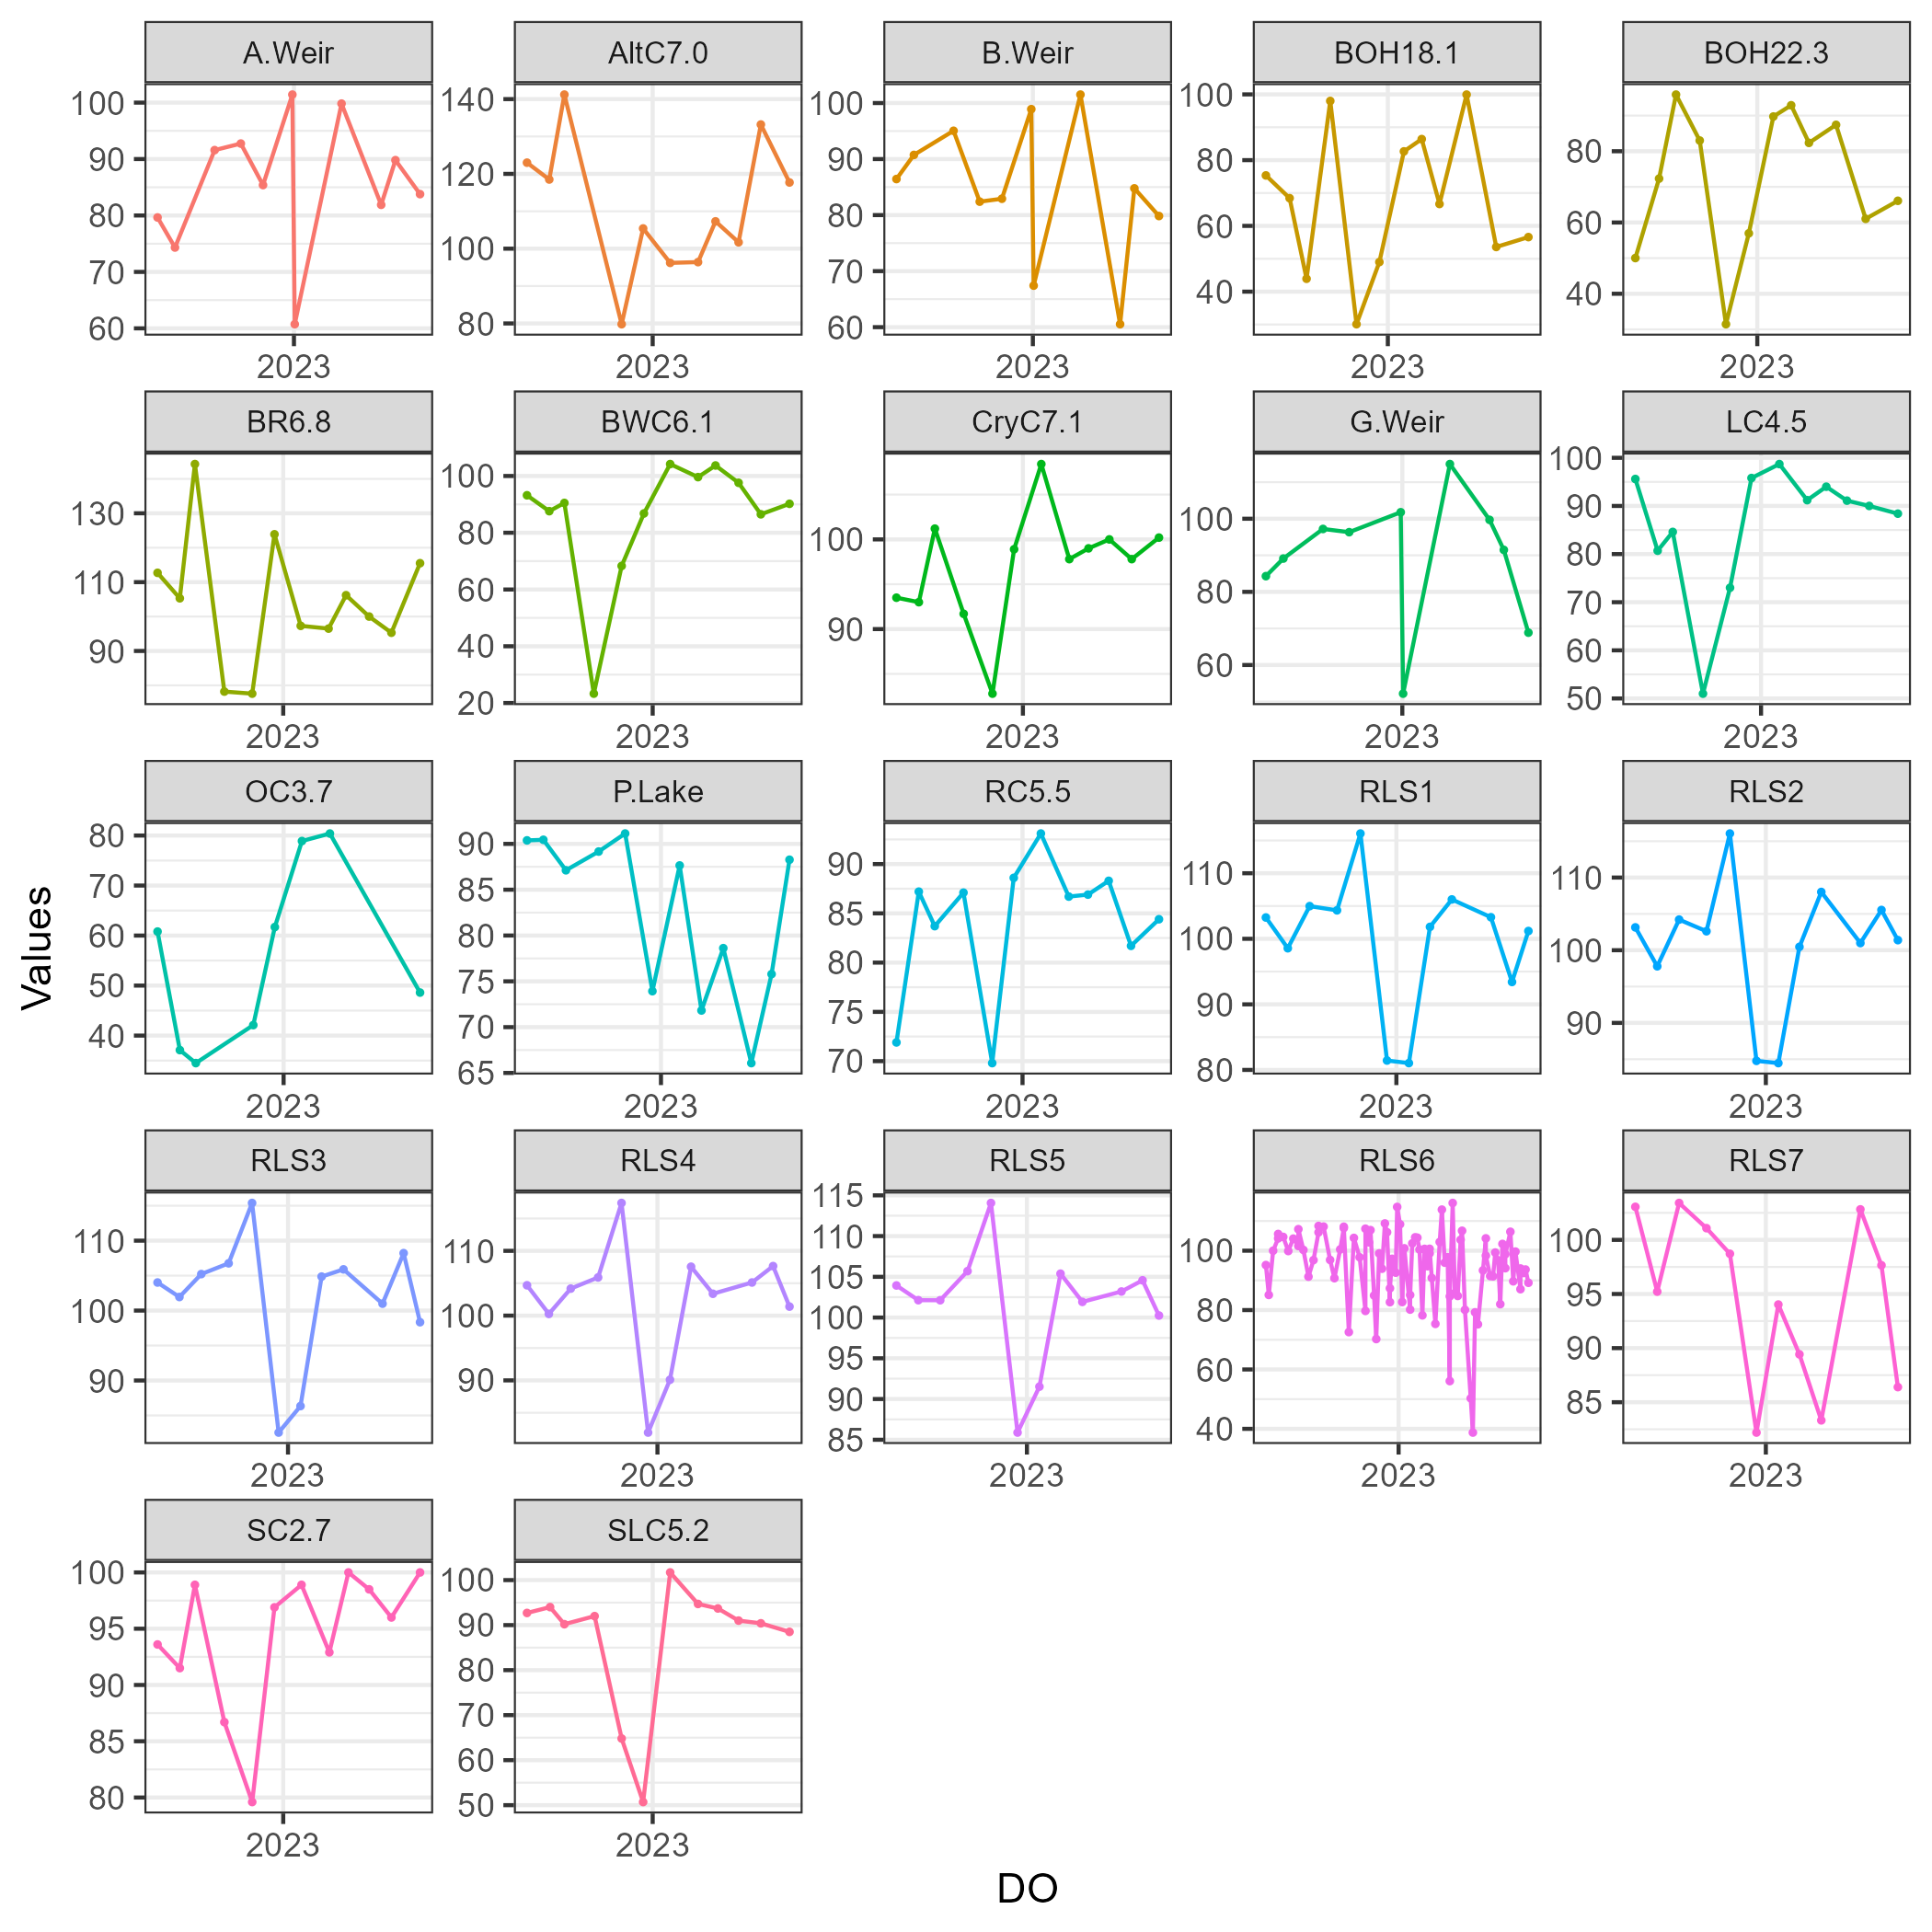 A.Weir AltC7.0 B.Weir BOH18.1 BOH22.3
100 90 80 70 60 140 120 100 80 100 90 80 70 60 100 80 60 40 80 60 40
2023 2023 2023 2023 2023
BR6.8 BWC6.1 CryC7.1 G.Weir LC4.5
130 110 90 100 80 60 40 20 100 90 100 80 60 100 90 80 70 60 50
2023 2023 2023 2023 2023
OC3.7 P.Lake RC5.5 RLS1 RLS2
80 70 60 50 40 90 85 80 75 70 65 90 85 80 75 70 110 100 90 80 110 100 90
2023 2023 2023 2023 2023
RLS3 RLS4 RLS5 RLS6 RLS7
110 100 90 110 100 90 115 110 105 100 95 90 85 100 80 60 40 100 95 90 85
2023 2023 2023 2023 2023
SC2.7 SLC5.2
100 95 90 85 80 100 90 80 70 60 50
2023 2023
Values
DO